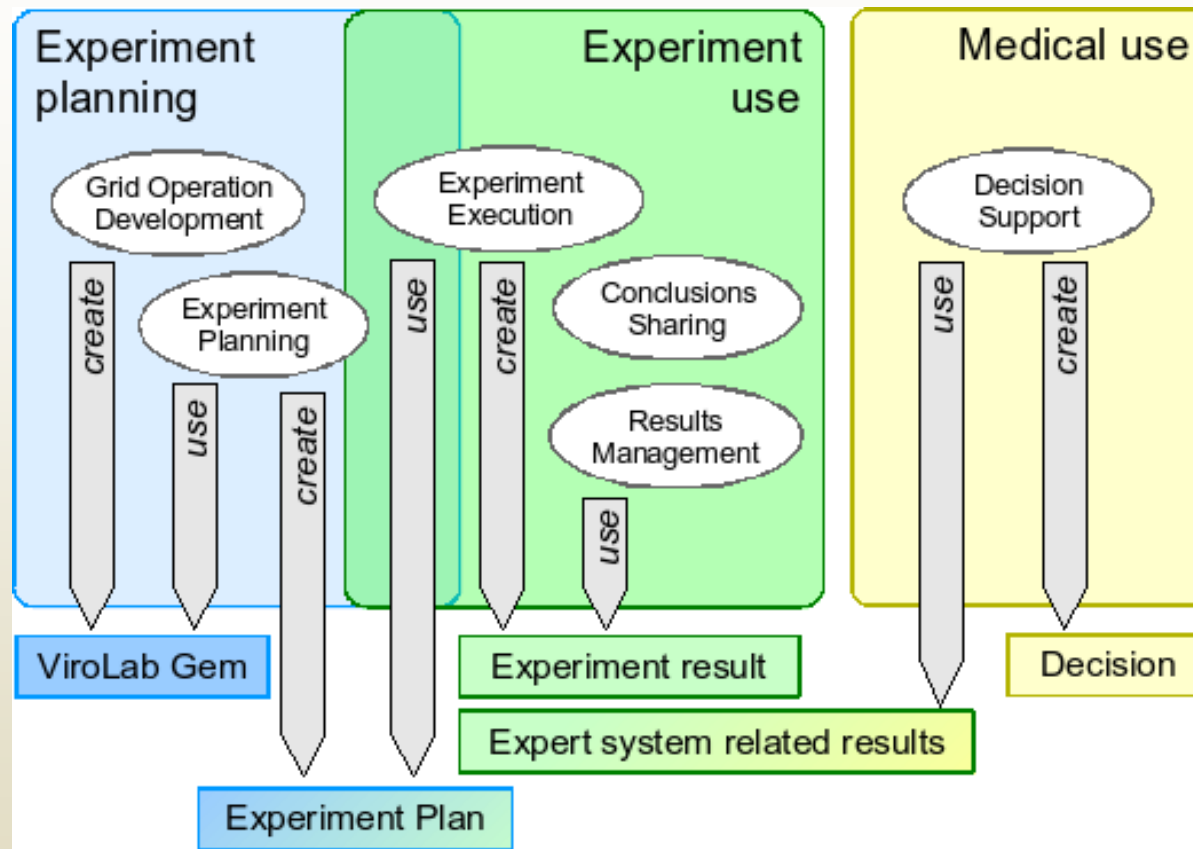 Experiment
planning
Experiment
use
Medical use
Grid Operation
Development
Experiment
Execution
Decision
Support
Experiment
Planning
Conclusions
Sharing
Results
Management
create
use
create
use
create
use
use
create
ViroLab Gem
Experiment result
Decision
Expert system related results
Experiment Plan